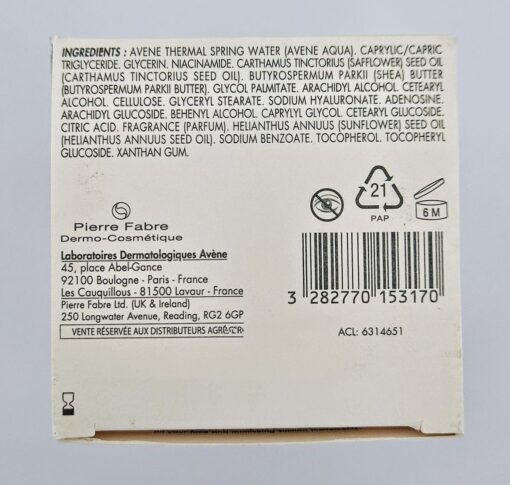 INGREDIENTS : AVENE THERMAL SPRING WATER (AVENE AQUA). CAPRYLIC/CAPRIC
TRIGLYCERIDE. GLYCERIN. NIACINAMIDE. CARTHAMUS TINCTORIUS (SAFFLOWER) SEED OIL
(CARTHAMUS TINCTORIUS SEED OIL). BUTYROSPERMUM PARKII (SHEA) BUTTER
(BUTYROSPERMUM PARKII BUTTER). GLYCOL PALMITATE. ARACHIDYL ALCOHOL. CETEARYL
ALCOHOL. CELLULOSE. GLYCERYL STEARATE. SODIUM HYALURONATE. ADENOSINE.
ARACHIDYL GLUCOSIDE. BEHENYL ALCOHOL. CAPRYLYL GLYCOL. CETEARYL GLUCOSIDE.
CITRIC ACID. FRAGRANCE (PARFUM). HELIANTHUS ANNUUS (SUNFLOWER) SEED OIL
(HELIANTHUS ANNUUS SEED OIL). SODIUM BENZOATE. TOCOPHEROL. TOCOPHERYL
GLUCOSIDE. XANTHAN GUM.
Pierre Fabre
Dermo-Cosmétique
Laboratoires Dermatologiques Avène
45, place Abel-Gance
92100 Boulogne - Paris - France
Les Cauquillous - 81500 Lavaur - France
Pierre Fabre Ltd. (UK & Ireland)
250 Longwater Avenue, Reading, RG2 6GP
VENTE RÉSERVÉE AUX DISTRIBUTEURS
21
PAP
6 M
3 282770 153170
ACL: 6314651